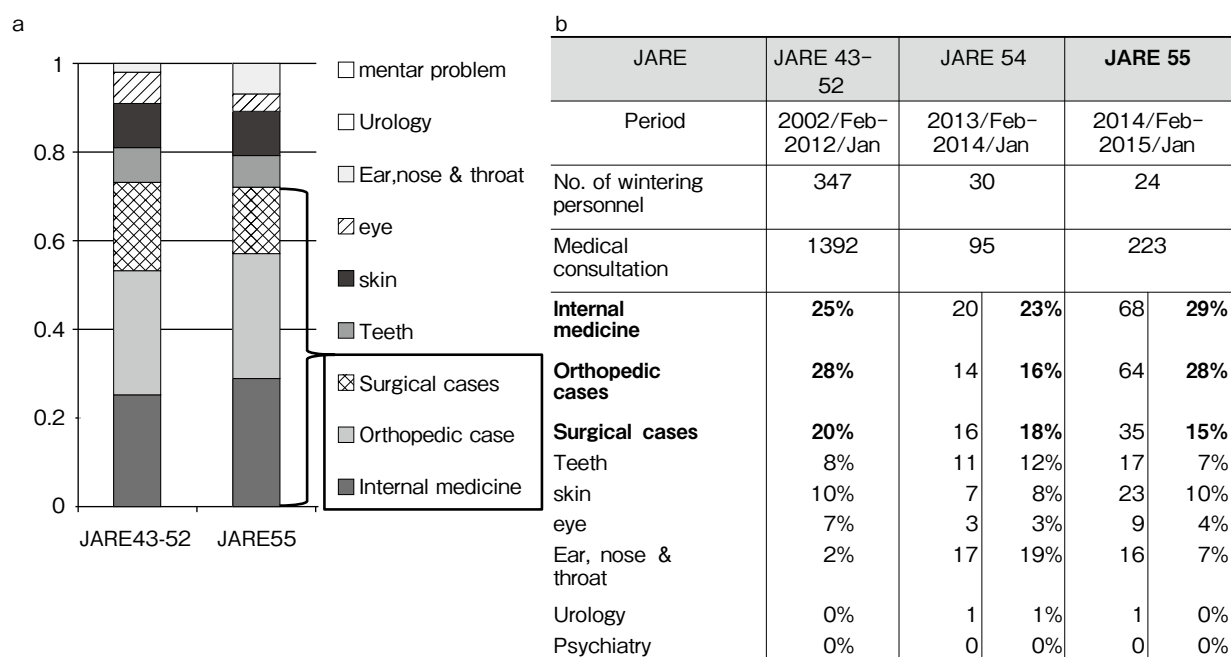 a
1
0.8
0.6
0.4
0.2
0
JARE43-52 JARE55
mentar problem
Urology
Ear,nose & throat
eye
skin
Teeth
Surgical cases
Orthopedic case
Internal medicine
b
JARE JARE 43– JARE 54 JARE 55
52
Period 2002/Feb– 2013/Feb– 2014/Feb–
2012/Jan 2014/Jan 2015/Jan
No. of wintering 347 30 24
personnel
Medical 1392 95 223
consultation
Internal 25% 20 23% 68 29%
medicine
Orthopedic 28% 14 16% 64 28%
cases
Surgical cases 20% 16 18% 35 15%
Teeth 8% 11 12% 17 7%
skin 10% 7 8% 23 10%
eye 7% 3 3% 9 4%
Ear, nose & 2% 17 19% 16 7%
throat
Urology 0% 1 1% 1 0%
Psychiatry 0% 0 0% 0 0%